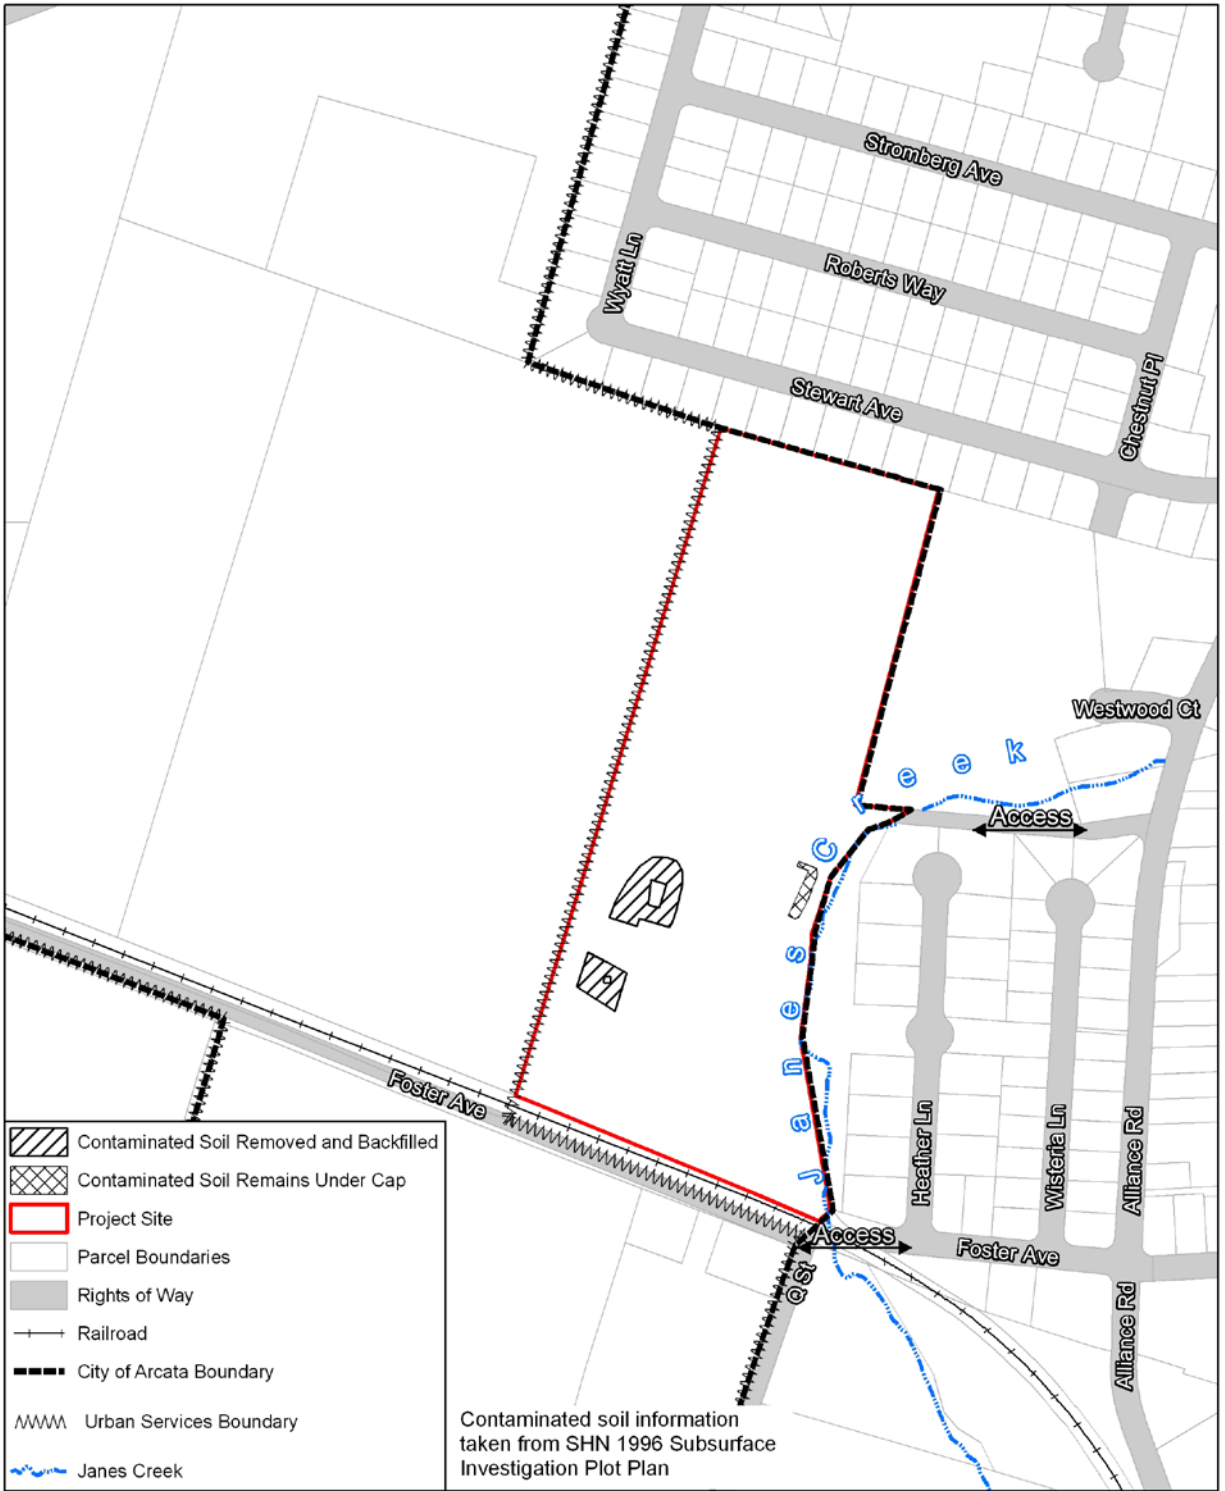 Stromberg Ave
Roberts Way
Wyatt Ln
Stewart Ave
Chestnut Pl
Westwood Ct
Janes Creek
Access
Foster Ave
Heather Ln
Wisteria Ln
Alliance Rd
Access
Foster Ave
Q St
Alliance Rd
Contaminated Soil Removed and Backfilled
Contaminated Soil Remains Under Cap
Project Site
Parcel Boundaries
Rights of Way
Railroad
City of Arcata Boundary
Urban Services Boundary
Janes Creek
Contaminated soil information
taken from SHN 1996 Subsurface
Investigation Plot Plan